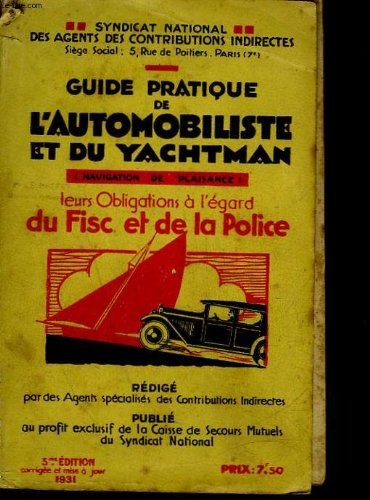 SYNDICAT NATIONAL
DES AGENTS DES CONTRIBUTIONS INDIRECTES
Siège Social : 5, Rue de Poitiers. PARIS (7e)
GUIDE PRATIQUE
DE
L'AUTOMOBILISTE
ET DU YACHTMAN
( NAVIGATION DE PLAISANCE )
leurs Obligations à l'égard
du Fisc et de la Police
RÉDIGÉ
par des Agents spécialisés des Contributions Indirectes
PUBLIÉ
au profit exclusif de la Caisse de Secours Mutuels
du Syndicat National
3me ÉDITION
corrigée et mise à jour
1931
PRIX : 7.50